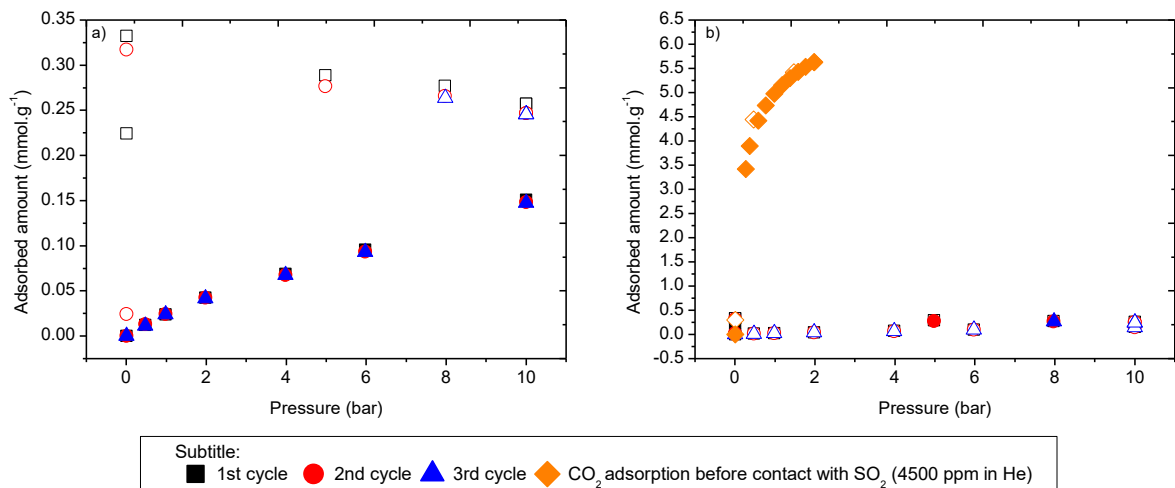 a)
0.35
0.30
0.25
0.20
0.15
0.10
0.05
0.00
Adsorbed amount (mmol.g⁻¹)
0 2 4 6 8 10
Pressure (bar)
b)
6.5
6.0
5.5
5.0
4.5
4.0
3.5
3.0
2.5
2.0
1.5
1.0
0.5
0.0
-0.5
Adsorbed amount (mmol.g⁻¹)
0 2 4 6 8 10
Pressure (bar)
Subtitle:
1st cycle 2nd cycle 3rd cycle CO₂ adsorption before contact with SO₂ (4500 ppm in He)